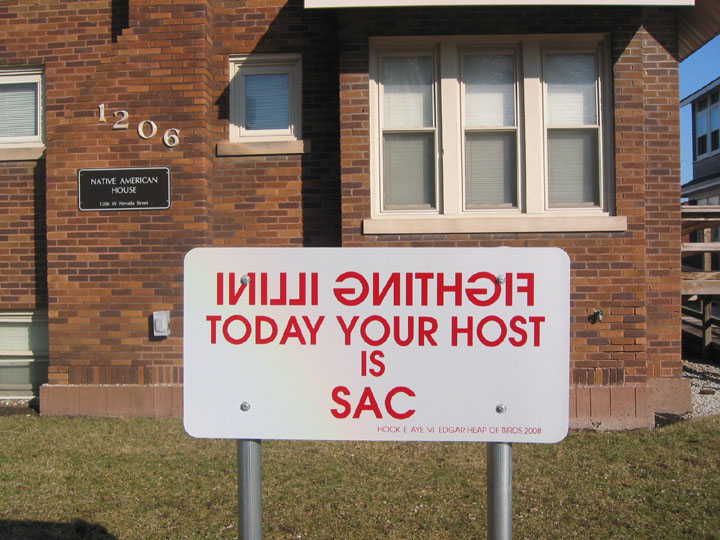 1206
NATIVE AMERICAN
HOUSE
1206 W Nevada Street
FIGHTING ILLINI
TODAY YOUR HOST
IS
SAC
HOCK E AYE VI EDGAR HEAP OF BIRDS 2008